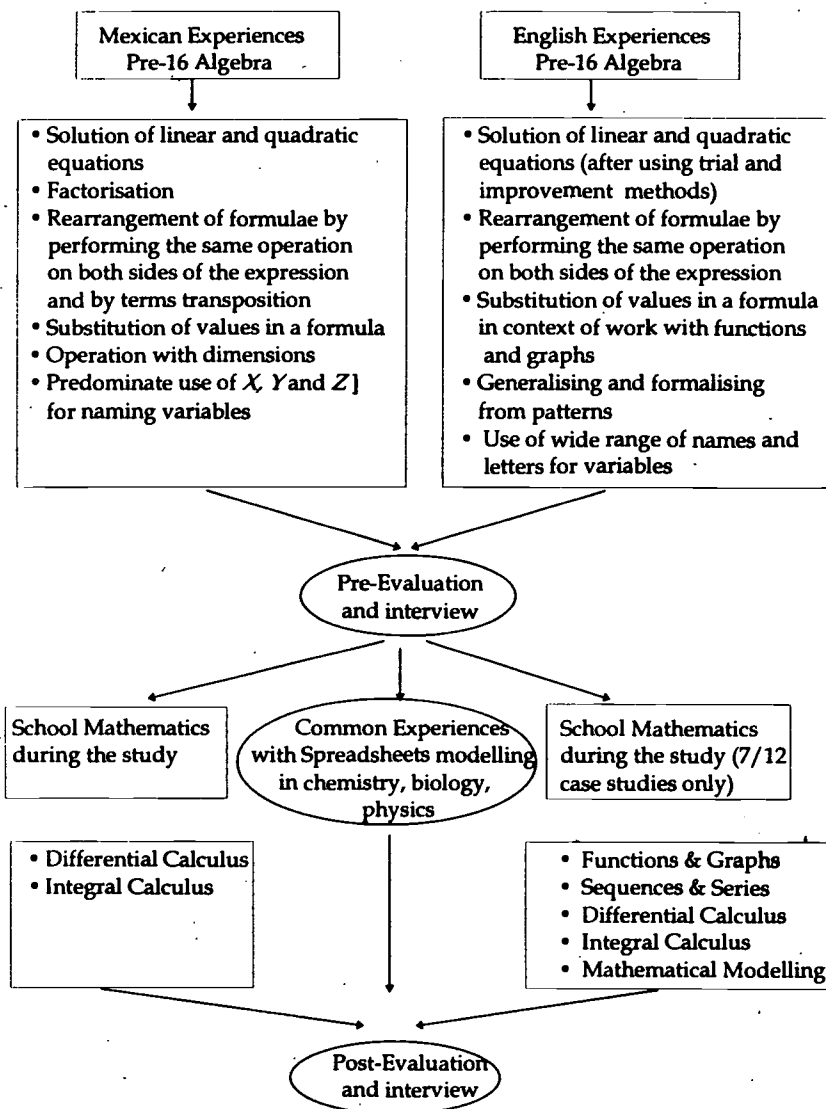 Mexican Experiences
Pre-16 Algebra
English Experiences
Pre-16 Algebra
• Solution of linear and quadratic
equations
• Factorisation
• Rearrangement of formulae by
performing the same operation
on both sides of the expression
and by terms transposition
• Substitution of values in a formula
• Operation with dimensions
• Predominate use of X, Y and Z ]
for naming variables
• Solution of linear and quadratic
equations (after using trial and
improvement methods)
• Rearrangement of formulae by
performing the same operation
on both sides of the expression
• Substitution of values in a formula
in context of work with functions
and graphs
• Generalising and formalising
from patterns
• Use of wide range of names and
letters for variables
Pre-Evaluation
and interview
School Mathematics
during the study
Common Experiences
with Spreadsheets modelling
in chemistry, biology,
physics
School Mathematics
during the study (7/12
case studies only)
• Differential Calculus
• Integral Calculus
• Functions & Graphs
• Sequences & Series
• Differential Calculus
• Integral Calculus
• Mathematical Modelling
Post-Evaluation
and interview